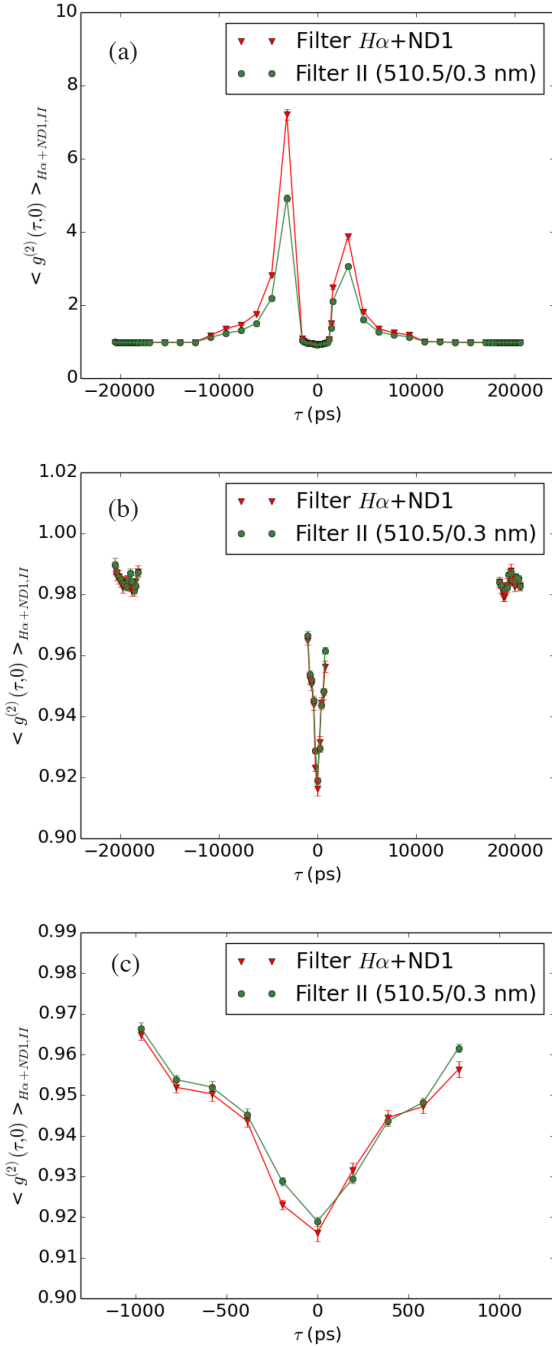 (a)
Filter Hα+ND1
Filter II (510.5/0.3 nm)
10
8
6
4
2
0
< g^(2)(τ,0) >_Hα+ND1,II
−20000 −10000 0 10000 20000
τ (ps)
(b)
Filter Hα+ND1
Filter II (510.5/0.3 nm)
1.02
1.00
0.98
0.96
0.94
0.92
0.90
< g^(2)(τ,0) >_Hα+ND1,II
−20000 −10000 0 10000 20000
τ (ps)
(c)
Filter Hα+ND1
Filter II (510.5/0.3 nm)
0.99
0.98
0.97
0.96
0.95
0.94
0.93
0.92
0.91
0.90
< g^(2)(τ,0) >_Hα+ND1,II
−1000 −500 0 500 1000
τ (ps)